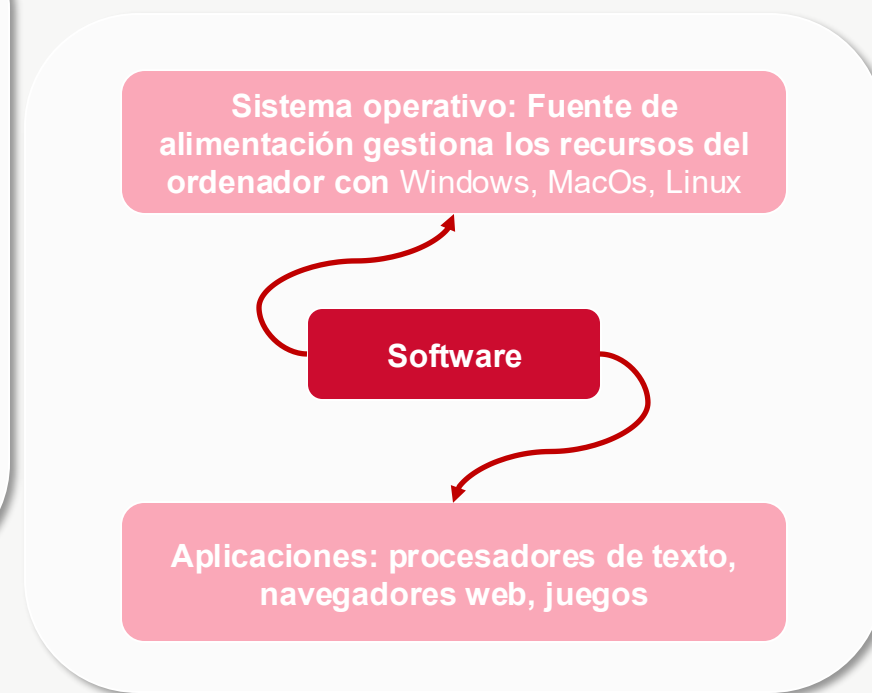 Sistema operativo: Fuente de
alimentación gestiona los recursos del
ordenador con Windows, MacOs, Linux
Software
Aplicaciones: procesadores de texto,
navegadores web, juegos